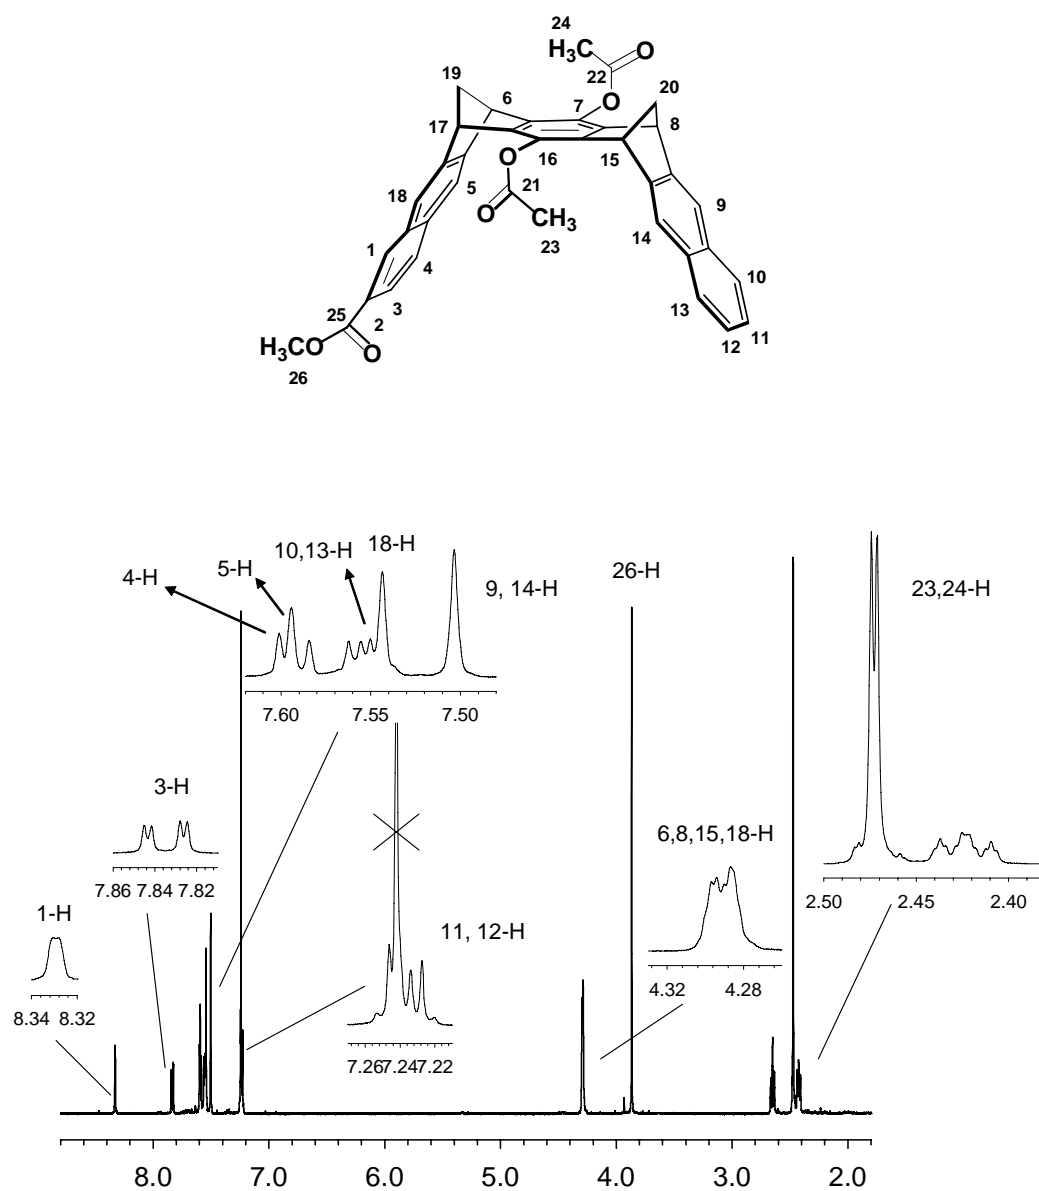 24
H₃C O
22
19 20
6 7 O
17 8
O 16 15
5 21
18 O CH₃ 9
23 14
1 4 10
25 3 13
2 12 11
H₃CO O
26
10,13-H 18-H
5-H 26-H
4-H 9, 14-H 23,24-H
7.60 7.55 7.50
3-H
6,8,15,18-H
7.86 7.84 7.82
2.50 2.45 2.40
1-H 11, 12-H
4.32 4.28
8.34 8.32
7.26 7.24 7.22
8.0 7.0 6.0 5.0 4.0 3.0 2.0